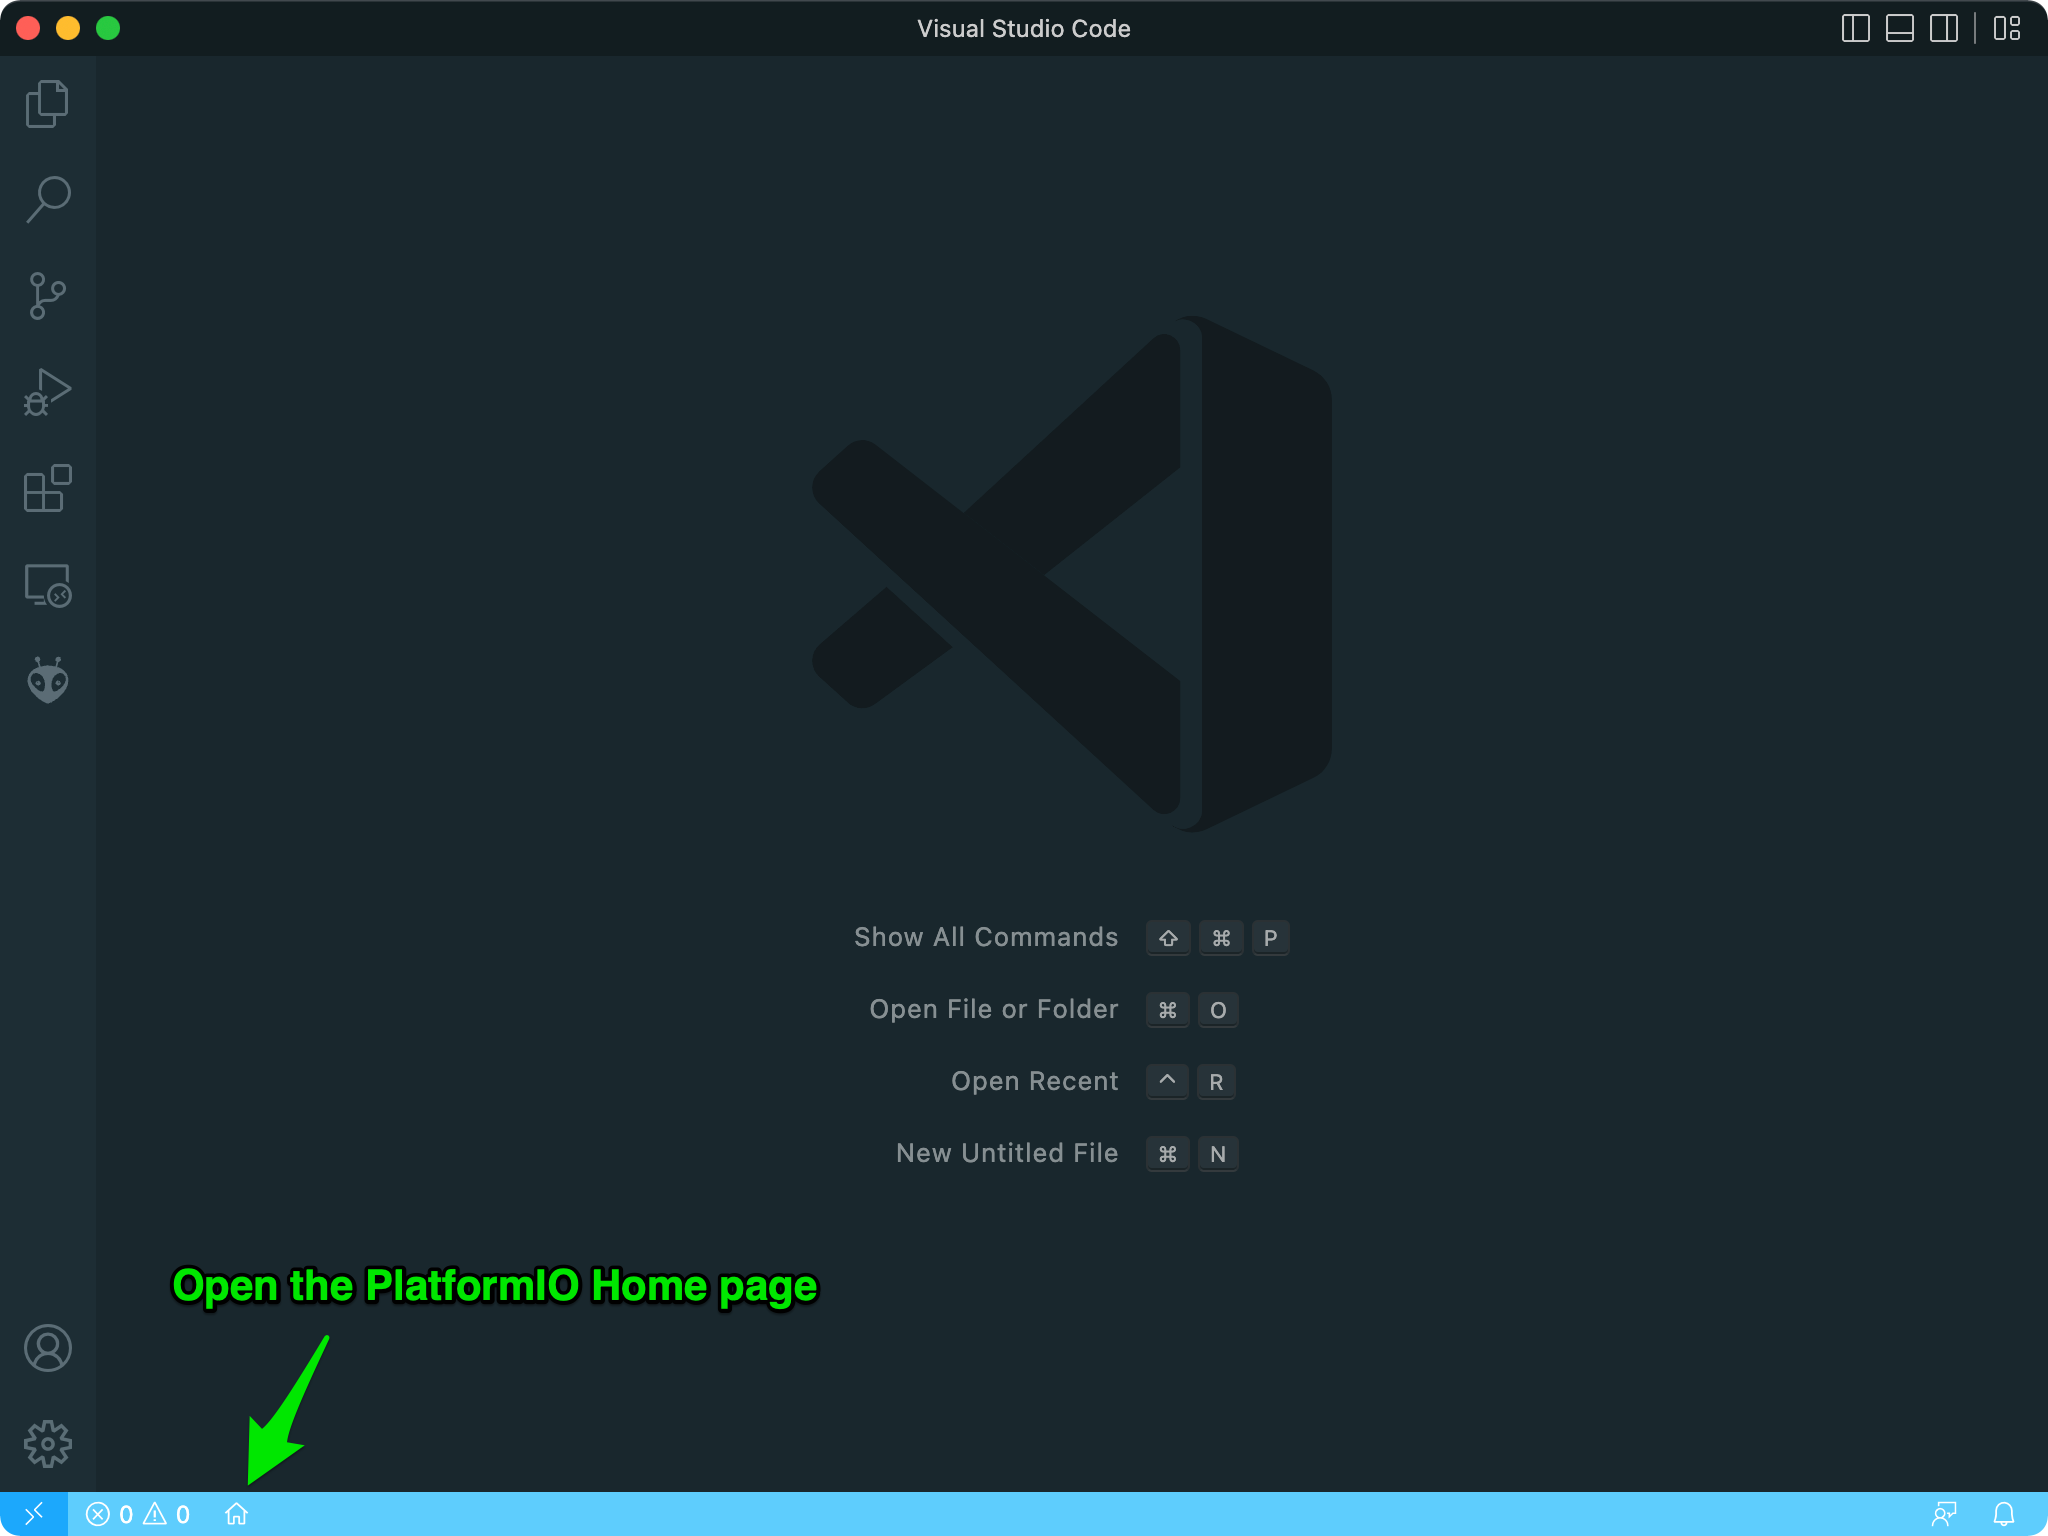 Visual Studio Code
Show All Commands ⇧ ⌘ P
Open File or Folder ⌘ O
Open Recent ^ R
New Untitled File ⌘ N
Open the PlatformIO Home page
0 0